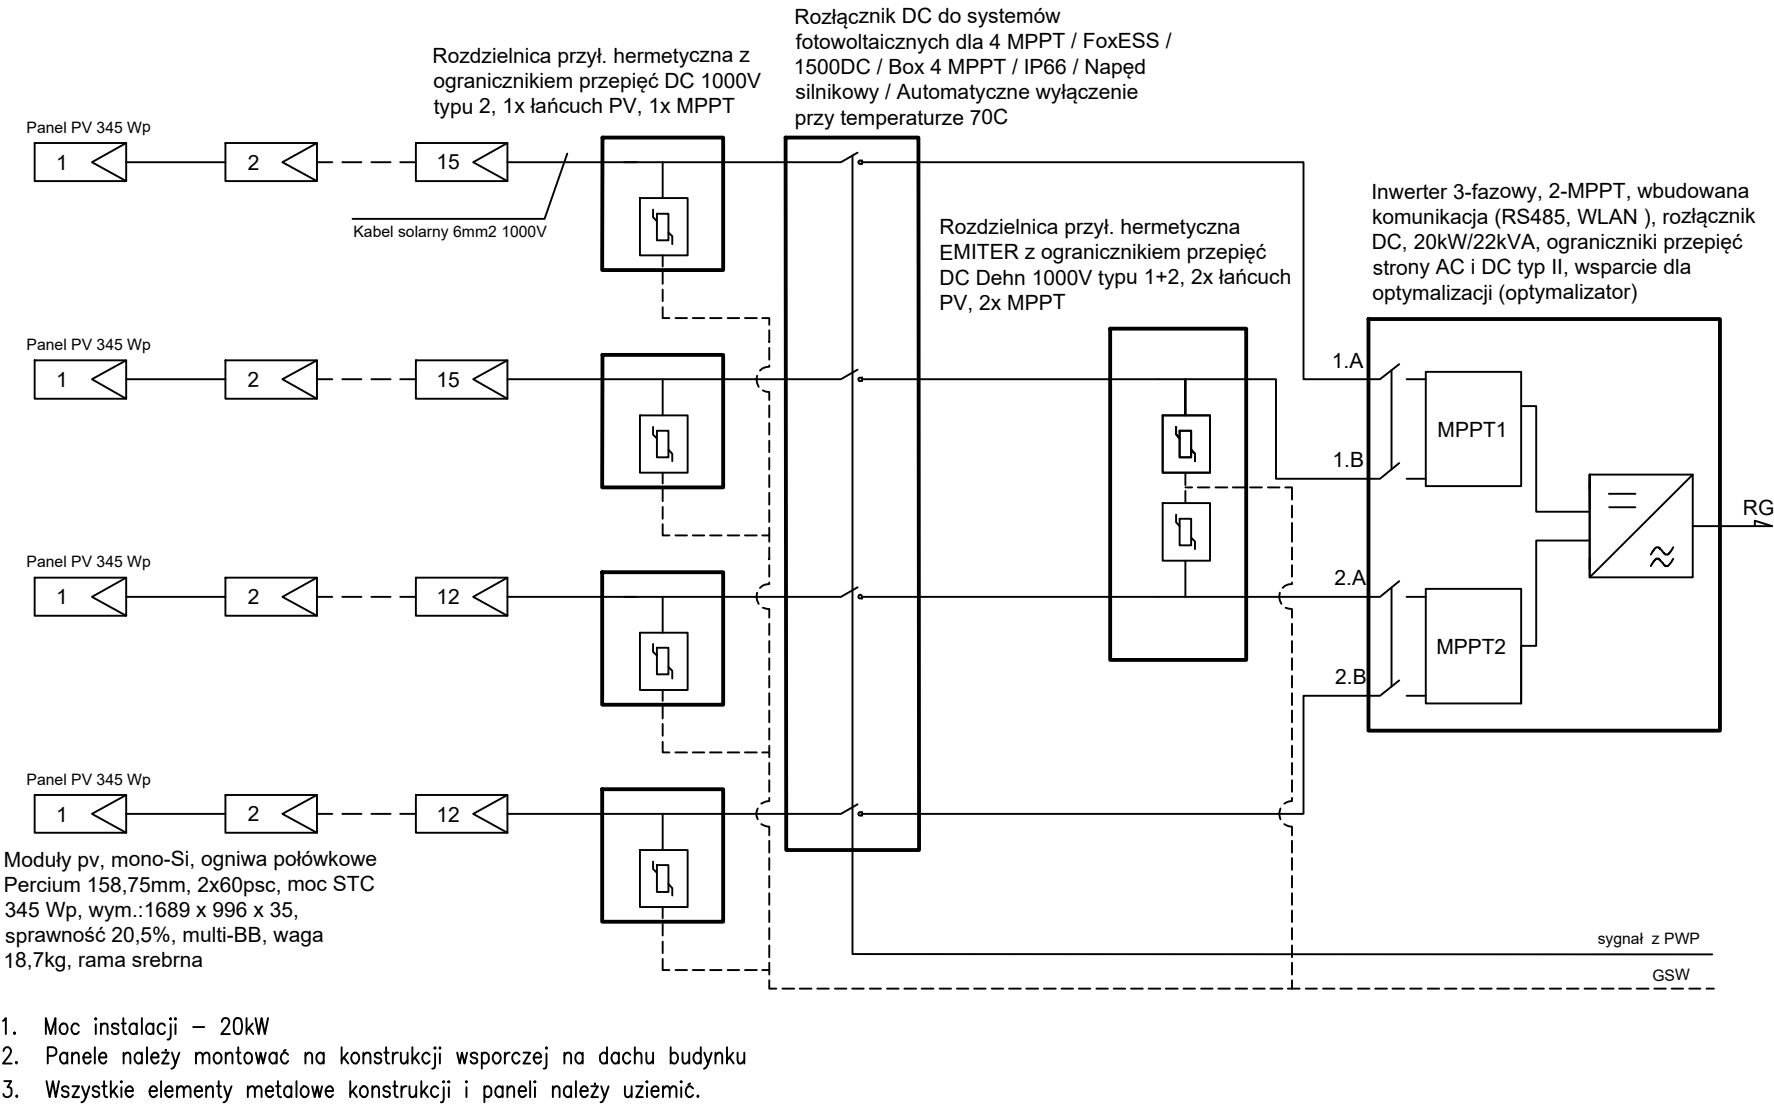 Rozłącznik DC do systemów
fotowoltaicznych dla 4 MPPT / FoxESS /
1500DC / Box 4 MPPT / IP66 / Napęd
silnikowy / Automatyczne wyłączenie
przy temperaturze 70C
Rozdzielnica przył. hermetyczna z
ogranicznikiem przepięć DC 1000V
typu 2, 1x łańcuch PV, 1x MPPT
Panel PV 345 Wp
1
2
15
Kabel solarny 6mm2 1000V
Inwerter 3-fazowy, 2-MPPT, wbudowana
komunikacja (RS485, WLAN ), rozłącznik
DC, 20kW/22kVA, ograniczniki przepięć
strony AC i DC typ II, wsparcie dla
optymalizacji (optymalizator)
Rozdzielnica przył. hermetyczna
EMITER z ogranicznikiem przepięć
DC Dehn 1000V typu 1+2, 2x łańcuch
PV, 2x MPPT
Panel PV 345 Wp
1
2
15
1.A
MPPT1
1.B
RG
Panel PV 345 Wp
1
2
12
2.A
MPPT2
2.B
Panel PV 345 Wp
1
2
12
Moduły pv, mono-Si, ogniwa połówkowe
Percium 158,75mm, 2x60psc, moc STC
345 Wp, wym.:1689 x 996 x 35,
sprawność 20,5%, multi-BB, waga
18,7kg, rama srebrna
sygnał z PWP
GSW
1. Moc instalacji – 20kW
2. Panele należy montować na konstrukcji wsporczej na dachu budynku
3. Wszystkie elementy metalowe konstrukcji i paneli należy uziemić.